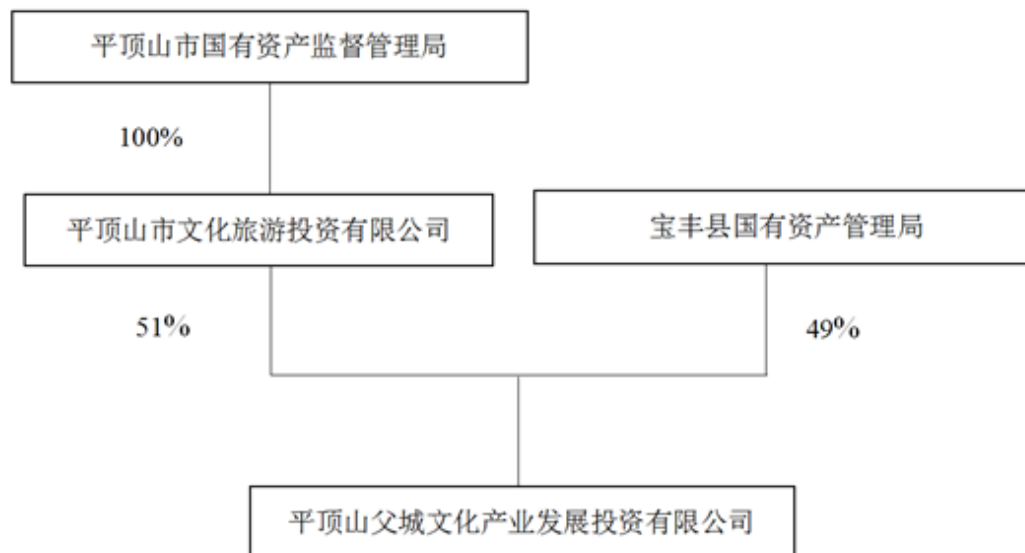 平顶山市国有资产监督管理局
100%
平顶山市文化旅游投资有限公司
宝丰县国有资产管理局
51%
49%
平顶山父城文化产业发展投资有限公司